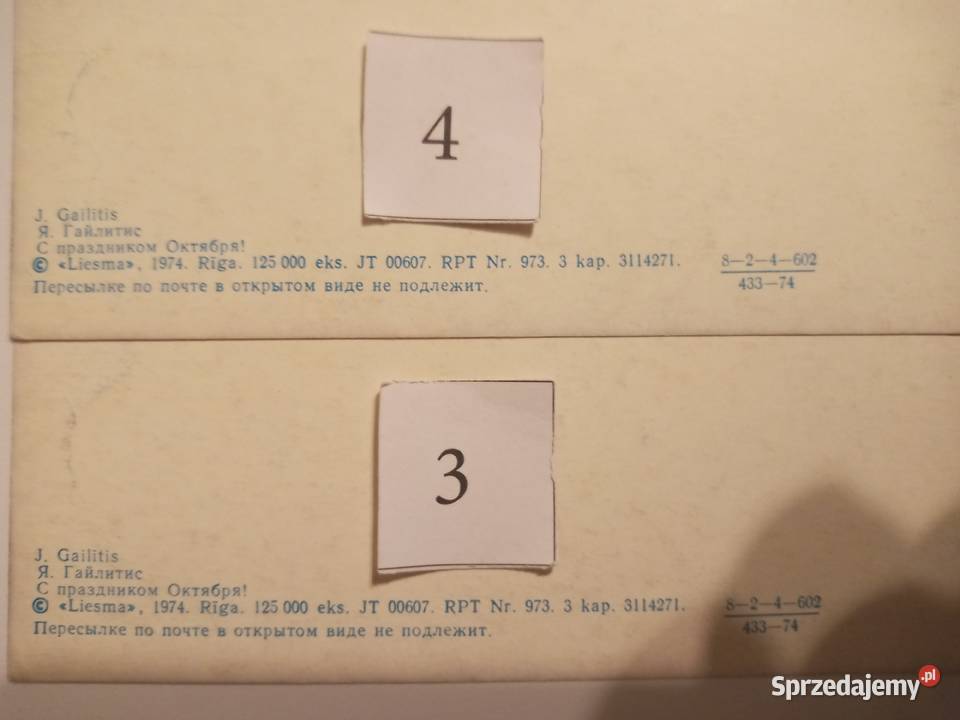 4
J. Gailitis
Я. Гайлитис
С праздником Октября!
© «Liesma», 1974. Rīga. 125 000 eks. JT 00607. RPT Nr. 973. 3 kap. 3114271.
8—2—4—602
433—74
Пересылке по почте в открытом виде не подлежит.
3
J. Gailitis
Я. Гайлитис
С праздником Октября!
© «Liesma», 1974. Rīga. 125 000 eks. JT 00607. RPT Nr. 973. 3 kap. 3114271.
8—2—4—602
433—74
Пересылке по почте в открытом виде не подлежит.
Sprzedajemy.pl